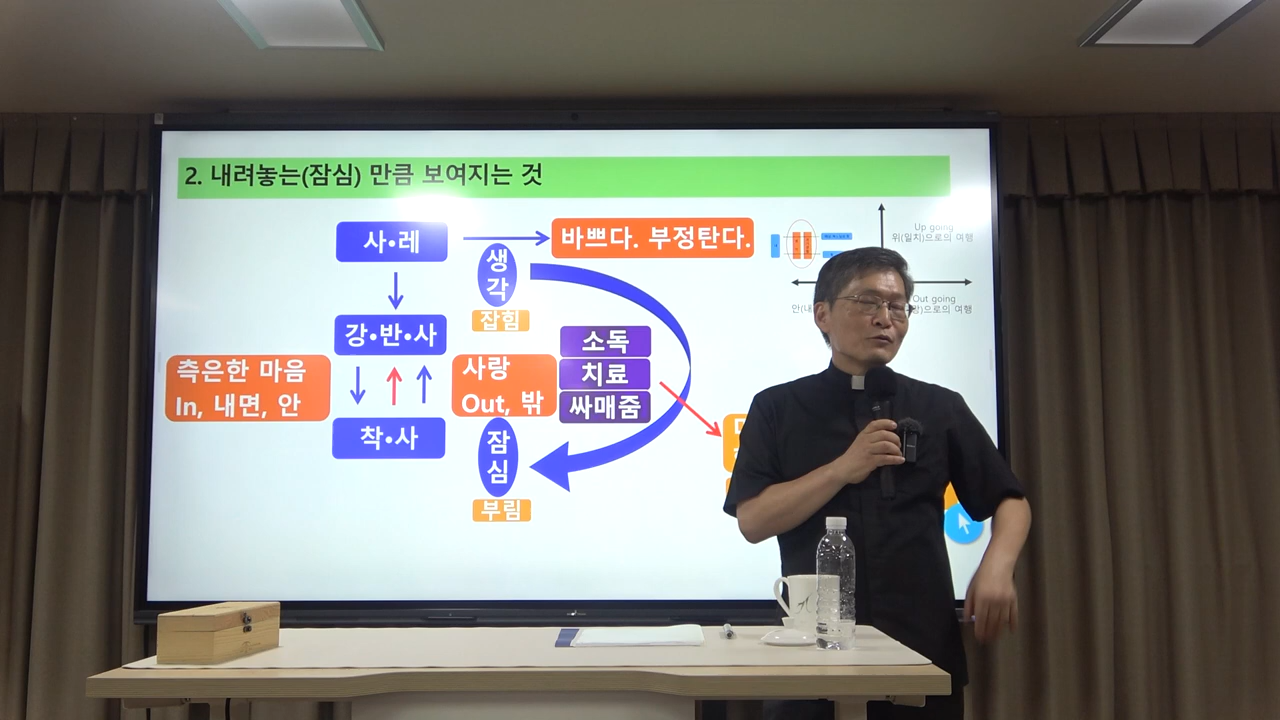 2. 내려놓는(잠심) 만큼 보여지는 것
사•레
바쁘다. 부정탄다.
생
각
잡힘
강•반•사
측은한 마음
In, 내면, 안
사랑
Out, 밖
소독
치료
싸매줌
착•사
잠
심
부림
Up going
위(일치)으로의 여행
Out going
으로의 여행